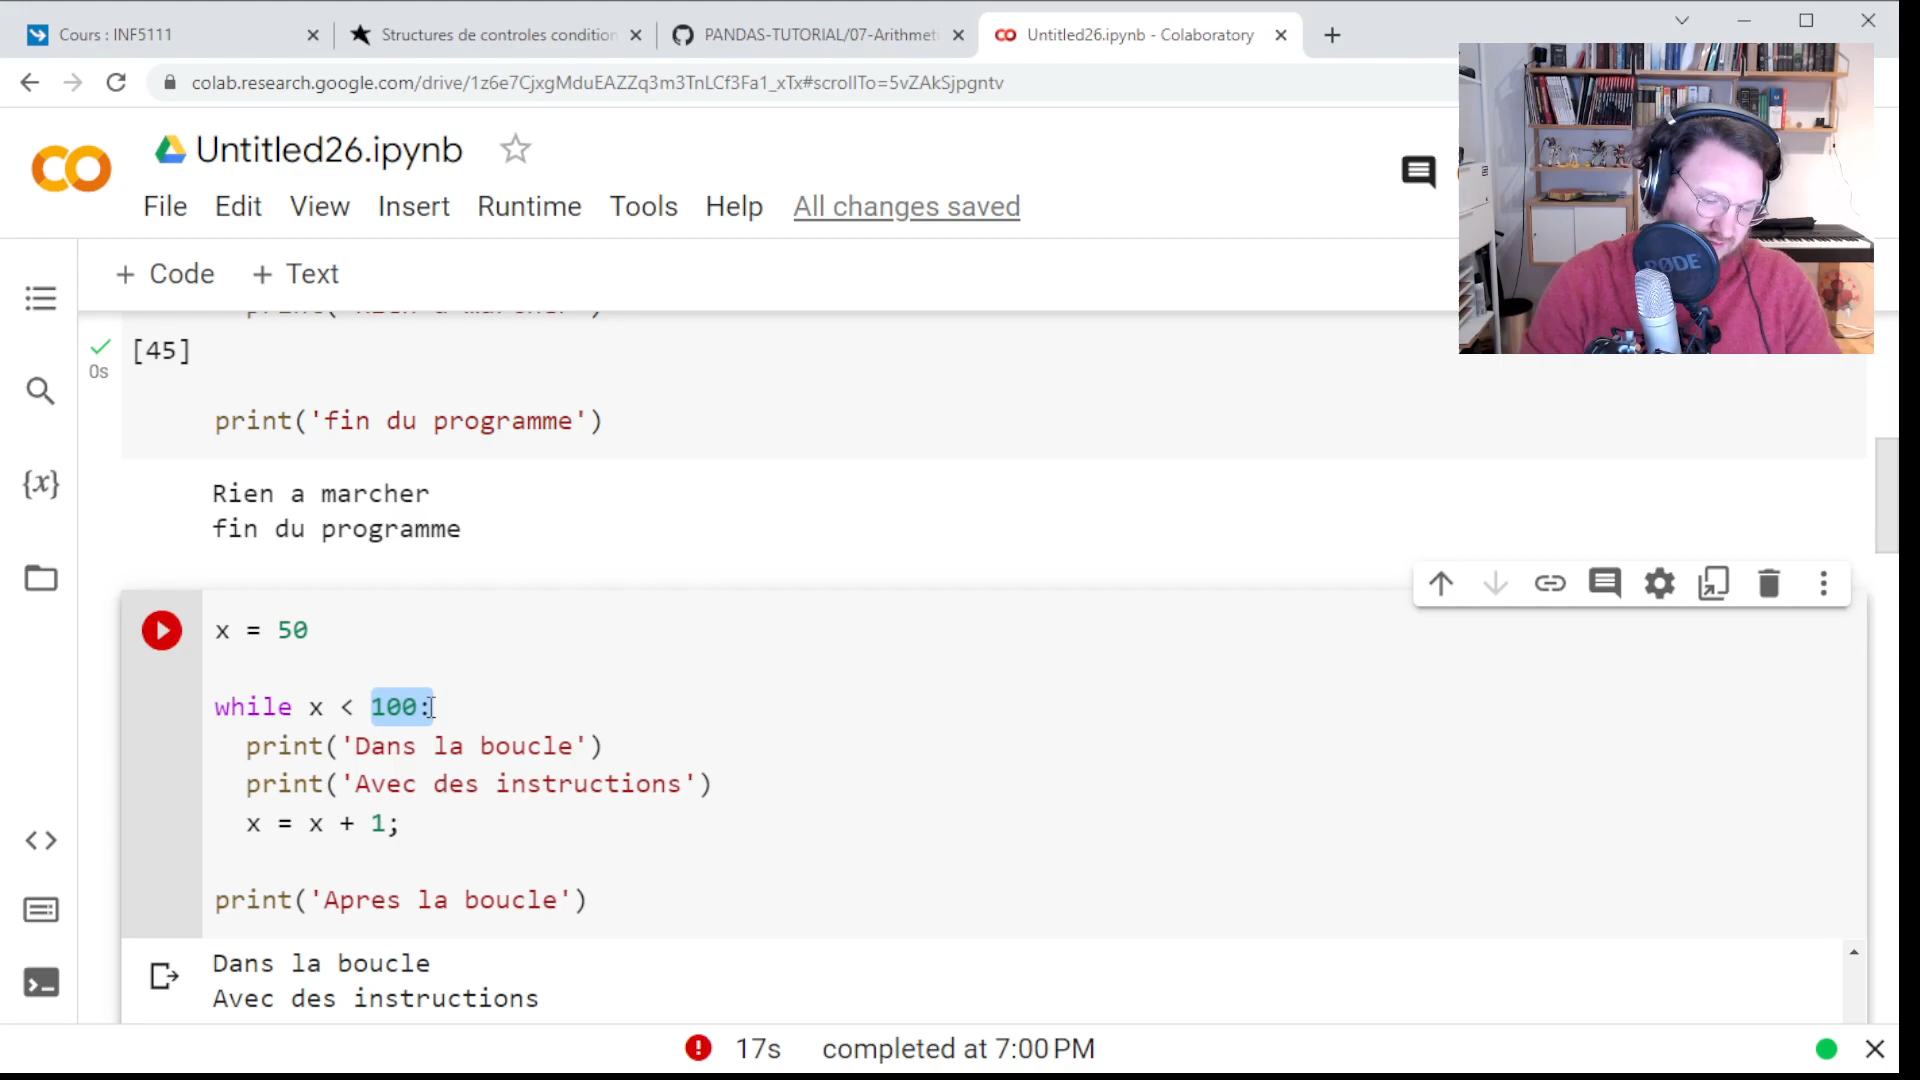 Cours : INF5111
Structures de controles condition
PANDAS-TUTORIAL/07-Arithmeti
Untitled26.ipynb - Colaboratory
colab.research.google.com/drive/1z6e7CjxgMduEAZZq3m3TnLCf3Fa1_xTx#scrollTo=5vZAkSjpgntv
CO Untitled26.ipynb
File Edit View Insert Runtime Tools Help All changes saved
RØDE
+ Code + Text
[45]
0s
print('fin du programme')
Rien a marcher
fin du programme
{x}
x = 50
while x < 100:
print('Dans la boucle')
print('Avec des instructions')
x = x + 1;
print('Apres la boucle')
Dans la boucle
Avec des instructions
17s completed at 7:00 PM